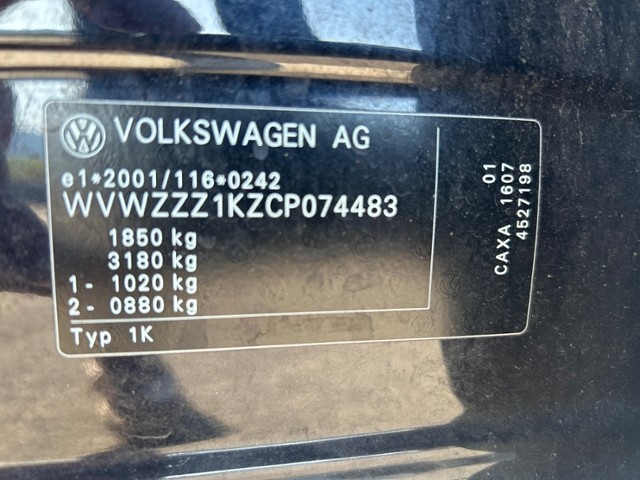 VOLKSWAGEN AG
e1*2001/116*0242
WVWZZZ1KZCP074483
1850 kg
3180 kg
1- 1020 kg
2- 0880 kg
Typ 1K
01
CAXA 1607
4527198